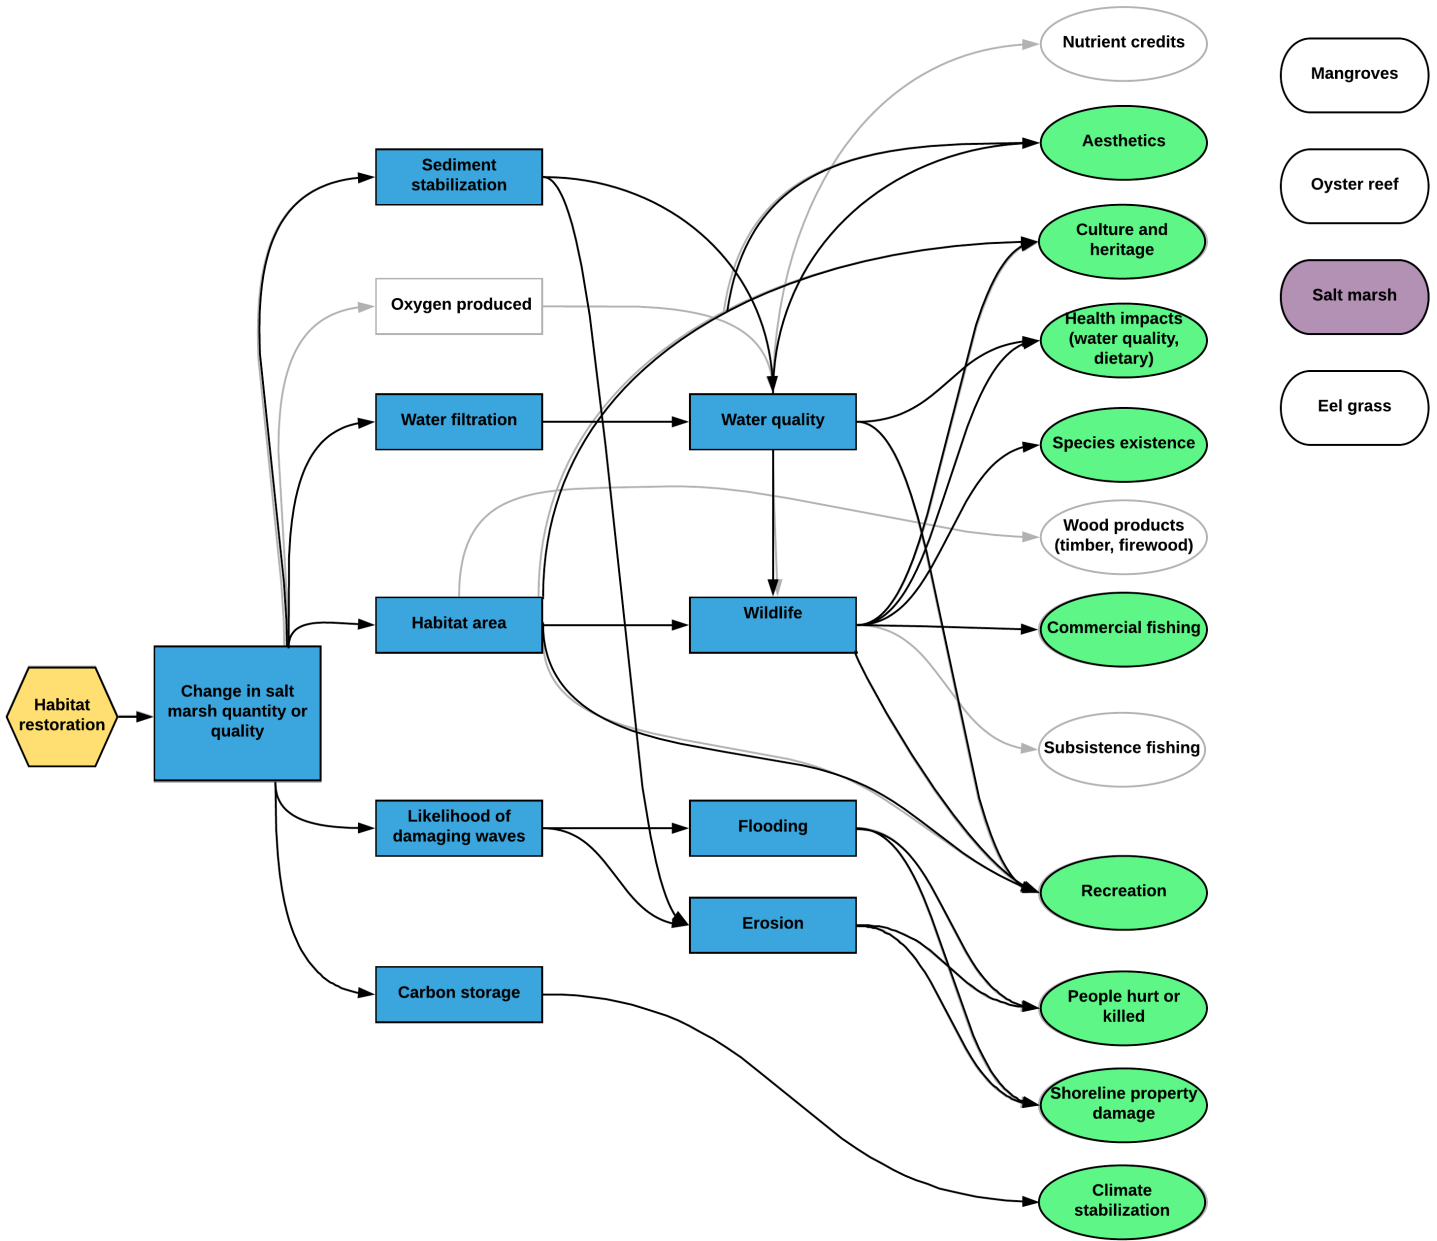 Nutrient credits
Mangroves
Aesthetics
Sediment
stabilization
Oyster reef
Culture and
heritage
Oxygen produced
Salt marsh
Health impacts
(water quality,
dietary)
Water filtration
Water quality
Species existence
Eel grass
Wood products
(timber, firewood)
Habitat area
Wildlife
Commercial fishing
Habitat
restoration
Change in salt
marsh quantity or
quality
Subsistence fishing
Likelihood of
damaging waves
Flooding
Recreation
Erosion
Carbon storage
People hurt or
killed
Shoreline property
damage
Climate
stabilization